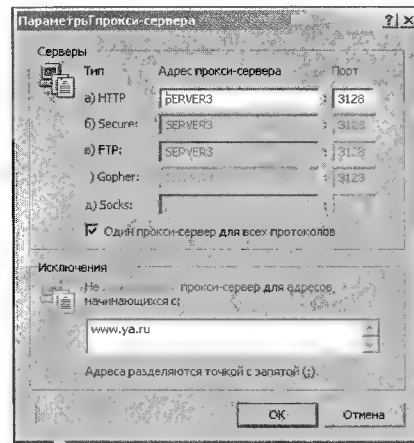 Параметры прокси-сервера
Серверы
Тип Адрес прокси-сервера Порт
а) HTTP SERVER3 : 3128
б) Secure: SERVER3 : 3128
в) FTP: SERVER3 : 3128
) Gopher: : 3128
д) Socks: :
Один прокси-сервер для всех протоколов
Исключения
Не прокси-сервер для адресов,
начинающихся с:
www.ya.ru
Адреса разделяются точкой с запятой (;).
OK Отмена